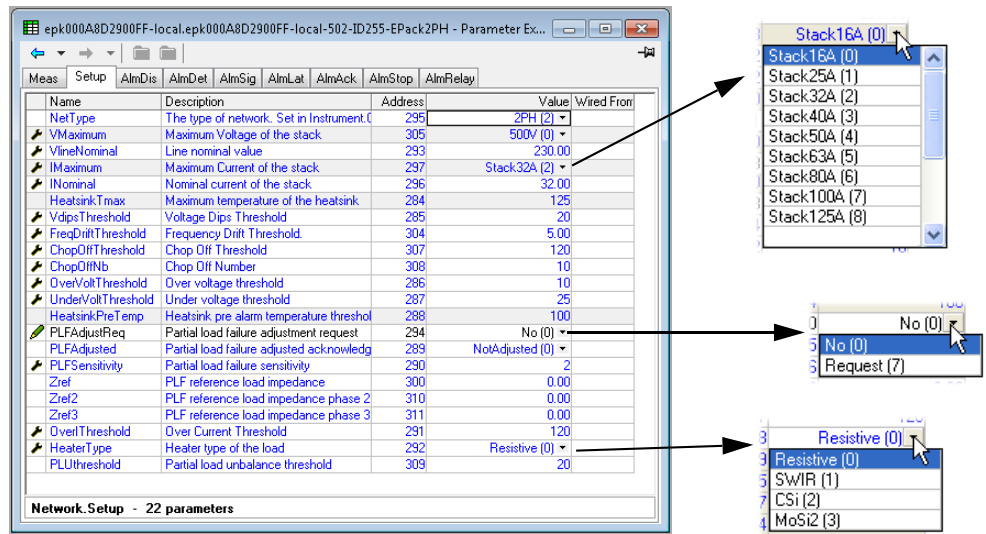 epk000A8D2900FF-local.epk000A8D2900FF-local-502-ID255-EPack2PH - Parameter Ex...
Meas Setup AlmDis AlmDet AlmSig AlmLat AlmAck AlmStop AlmRelay
Name Description Address Value Wired From
NetType The type of network. Set in Instrument.( 295 2PH (2)
VMaximum Maximum Voltage of the stack 305 500V (0)
VlineNominal Line nominal value 293 230.00
IMaximum Maximum Current of the stack 297 Stack32A (2)
INominal Nominal current of the stack 296 32.00
HeatsinkTmax Maximum temperature of the heatsink 284 125
VdipsThreshold Voltage Dips Threshold 285 20
FreqDriftThreshold Frequency Drift Threshold. 304 5.00
ChopOffThreshold Chop Off Threshold 307 120
ChopOffNb Chop Off Number 308 10
OverVoltThreshold Over voltage threshold 286 10
UnderVoltThreshold Under voltage threshold 287 25
HeatsinkPreTemp Heatsink pre alarm temperature threshol 288 100
PLFAdjustReq Partial load failure adjustment request 294 No (0)
PLFAdjusted Partial load failure adjusted acknowledg 289 NotAdjusted (0)
PLFSensitivity Partial load failure sensitivity 290 2
Zref PLF reference load impedance 300 0.00
Zref2 PLF reference load impedance phase 2 310 0.00
Zref3 PLF reference load impedance phase 3 311 0.00
OverIThreshold Over Current Threshold 291 120
HeaterType Heater type of the load 292 Resistive (0)
PLUthreshold Partial load unbalance threshold 309 20
Network.Setup - 22 parameters
Stack16A (0)
Stack16A (0)
Stack25A (1)
Stack32A (2)
Stack40A (3)
Stack50A (4)
Stack63A (5)
Stack80A (6)
Stack100A (7)
Stack125A (8)
No (0)
No (0)
Request (7)
Resistive (0)
Resistive (0)
SWIR (1)
CSi (2)
MoSi2 (3)